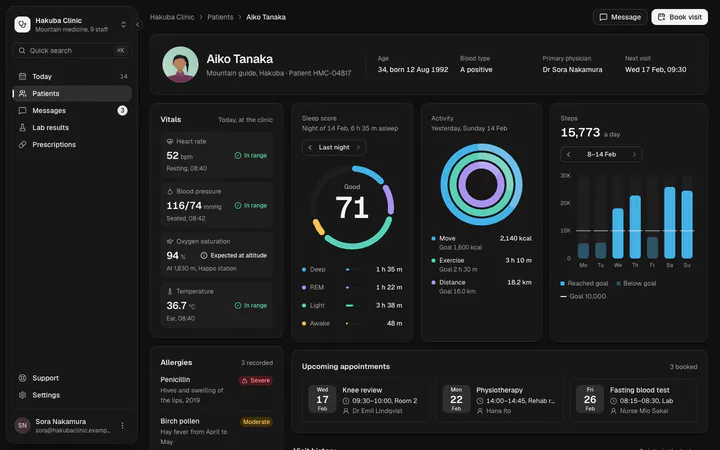 Hakuba Clinic
Mountain medicine, 9 staff
Quick search
⌘K
Today
14
Patients
Messages
3
Lab results
Prescriptions
Support
Settings
SN
Sora Nakamura
sora@hakubaclinic.examp...
Hakuba Clinic > Patients > Aiko Tanaka
Message
Book visit
Aiko Tanaka
Mountain guide, Hakuba · Patient HMC-04817
Age
34, born 12 Aug 1992
Blood type
A positive
Primary physician
Dr Sora Nakamura
Next visit
Wed 17 Feb, 09:30
Vitals
Today, at the clinic
Heart rate
52 bpm
In range
Resting, 08:40
Blood pressure
116/74 mmHg
In range
Seated, 08:42
Oxygen saturation
94 %
Expected at altitude
At 1,830 m, Happo station
Temperature
36.7 °C
In range
Ear, 08:40
Sleep score
Night of 14 Feb, 6 h 35 m asleep
Last night
Good
71
Deep
1 h 35 m
REM
1 h 22 m
Light
3 h 38 m
Awake
48 m
Activity
Yesterday, Sunday 14 Feb
Move
2,140 kcal
Goal 1,600 kcal
Exercise
3 h 10 m
Goal 2 h 30 m
Distance
18.2 km
Goal 16.0 km
Steps
15,773 a day
8–14 Feb
30K
20K
10K
0
Mo Tu We Th Fr Sa Su
Reached goal
Below goal
Goal 10,000
Allergies
3 recorded
Penicillin
Severe
Hives and swelling of
the lips, 2019
Birch pollen
Moderate
Hay fever from April to
May
Upcoming appointments
3 booked
Wed
17
Feb
Knee review
09:30–10:00, Room 2
Dr Emil Lindqvist
Mon
22
Feb
Physiotherapy
14:00–14:45, Rehab r...
Hana Ito
Fri
26
Feb
Fasting blood test
08:15–08:30, Lab
Nurse Mio Sakai